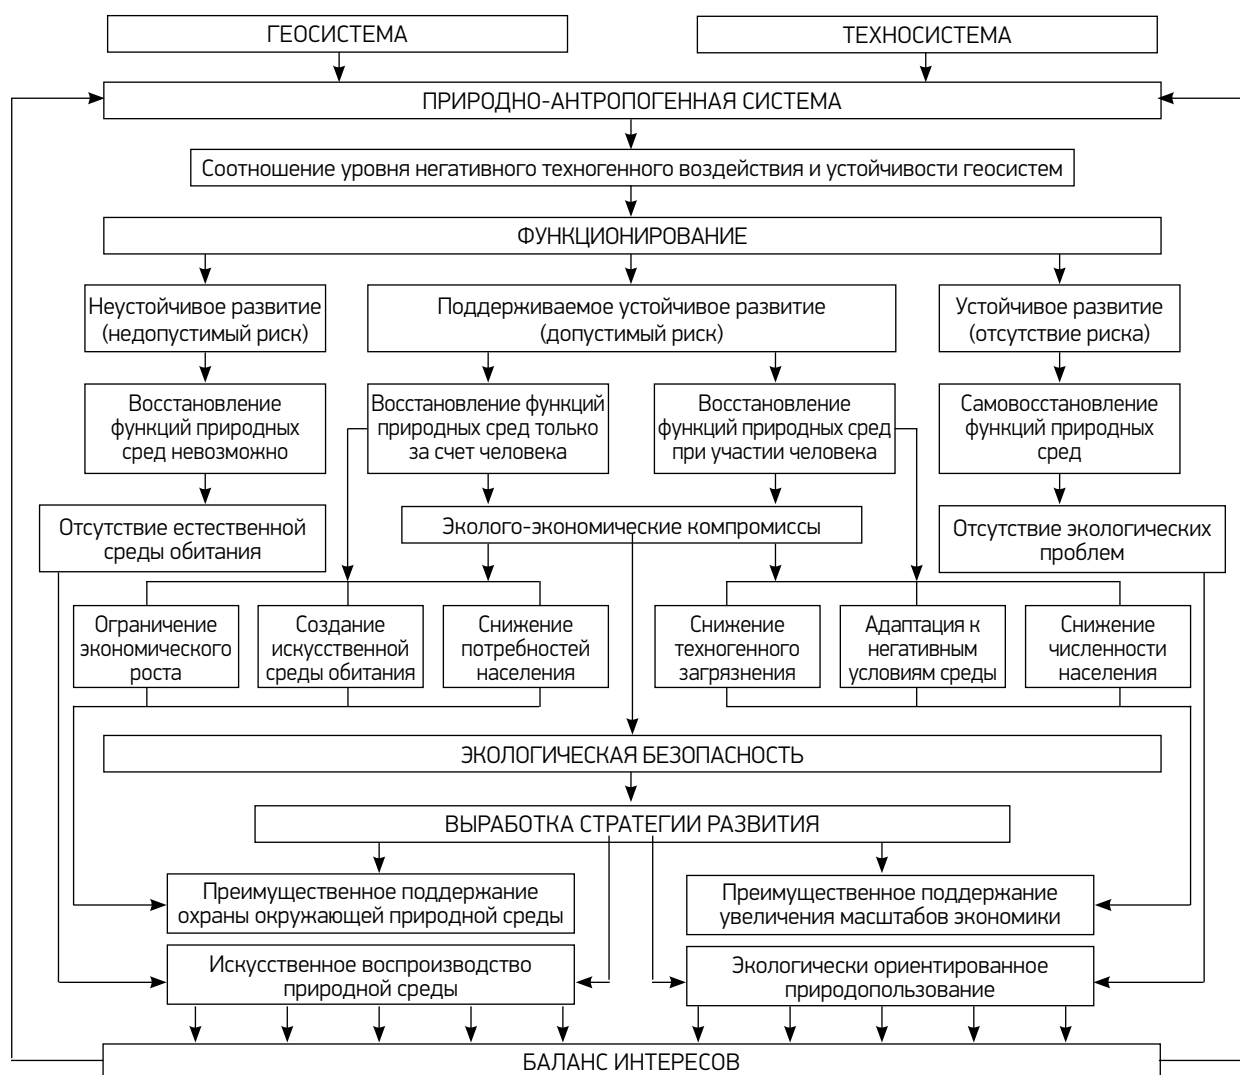 ГЕОСИСТЕМА
ТЕХНОСИСТЕМА
ПРИРОДНО-АНТРОПОГЕННАЯ СИСТЕМА
Соотношение уровня негативного техногенного воздействия и устойчивости геосистем
ФУНКЦИОНИРОВАНИЕ
Неустойчивое развитие
(недопустимый риск)
Поддерживаемое устойчивое развитие
(допустимый риск)
Устойчивое развитие
(отсутствие риска)
Восстановление
функций природных
сред невозможно
Восстановление функций
природных сред только
за счет человека
Восстановление
функций природных сред
при участии человека
Самовосстановление
функций природных
сред
Отсутствие естественной
среды обитания
Эколого-экономические компромиссы
Отсутствие экологических
проблем
Ограничение
экономического
роста
Создание
искусственной
среды обитания
Снижение
потребностей
населения
Снижение
техногенного
загрязнения
Адаптация к
негативным
условиям среды
Снижение
численности
населения
ЭКОЛОГИЧЕСКАЯ БЕЗОПАСНОСТЬ
ВЫРАБОТКА СТРАТЕГИИ РАЗВИТИЯ
Преимущественное поддержание
охраны окружающей природной среды
Преимущественное поддержание
увеличения масштабов экономики
Искусственное воспроизводство
природной среды
Экологически ориентированное
природопользование
БАЛАНС ИНТЕРЕСОВ